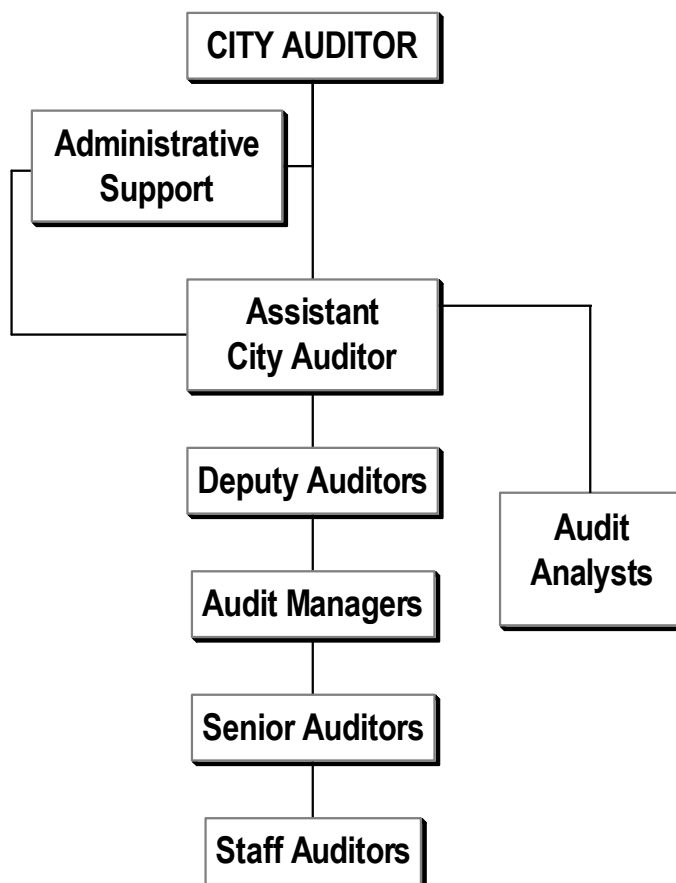 CITY AUDITOR
Administrative
Support
Assistant
City Auditor
Deputy Auditors
Audit
Analysts
Audit Managers
Senior Auditors
Staff Auditors